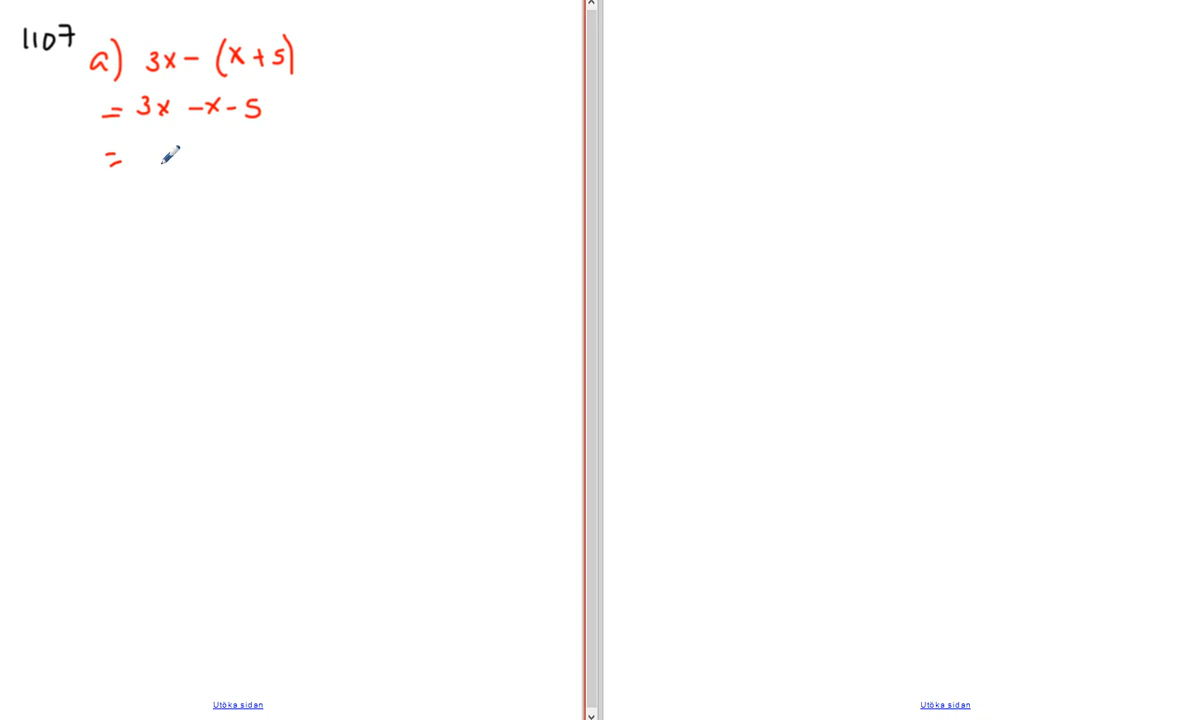 1107
a) 3x - (x + 5)
= 3x - x - 5
=
Utöka sidan
Utöka sidan